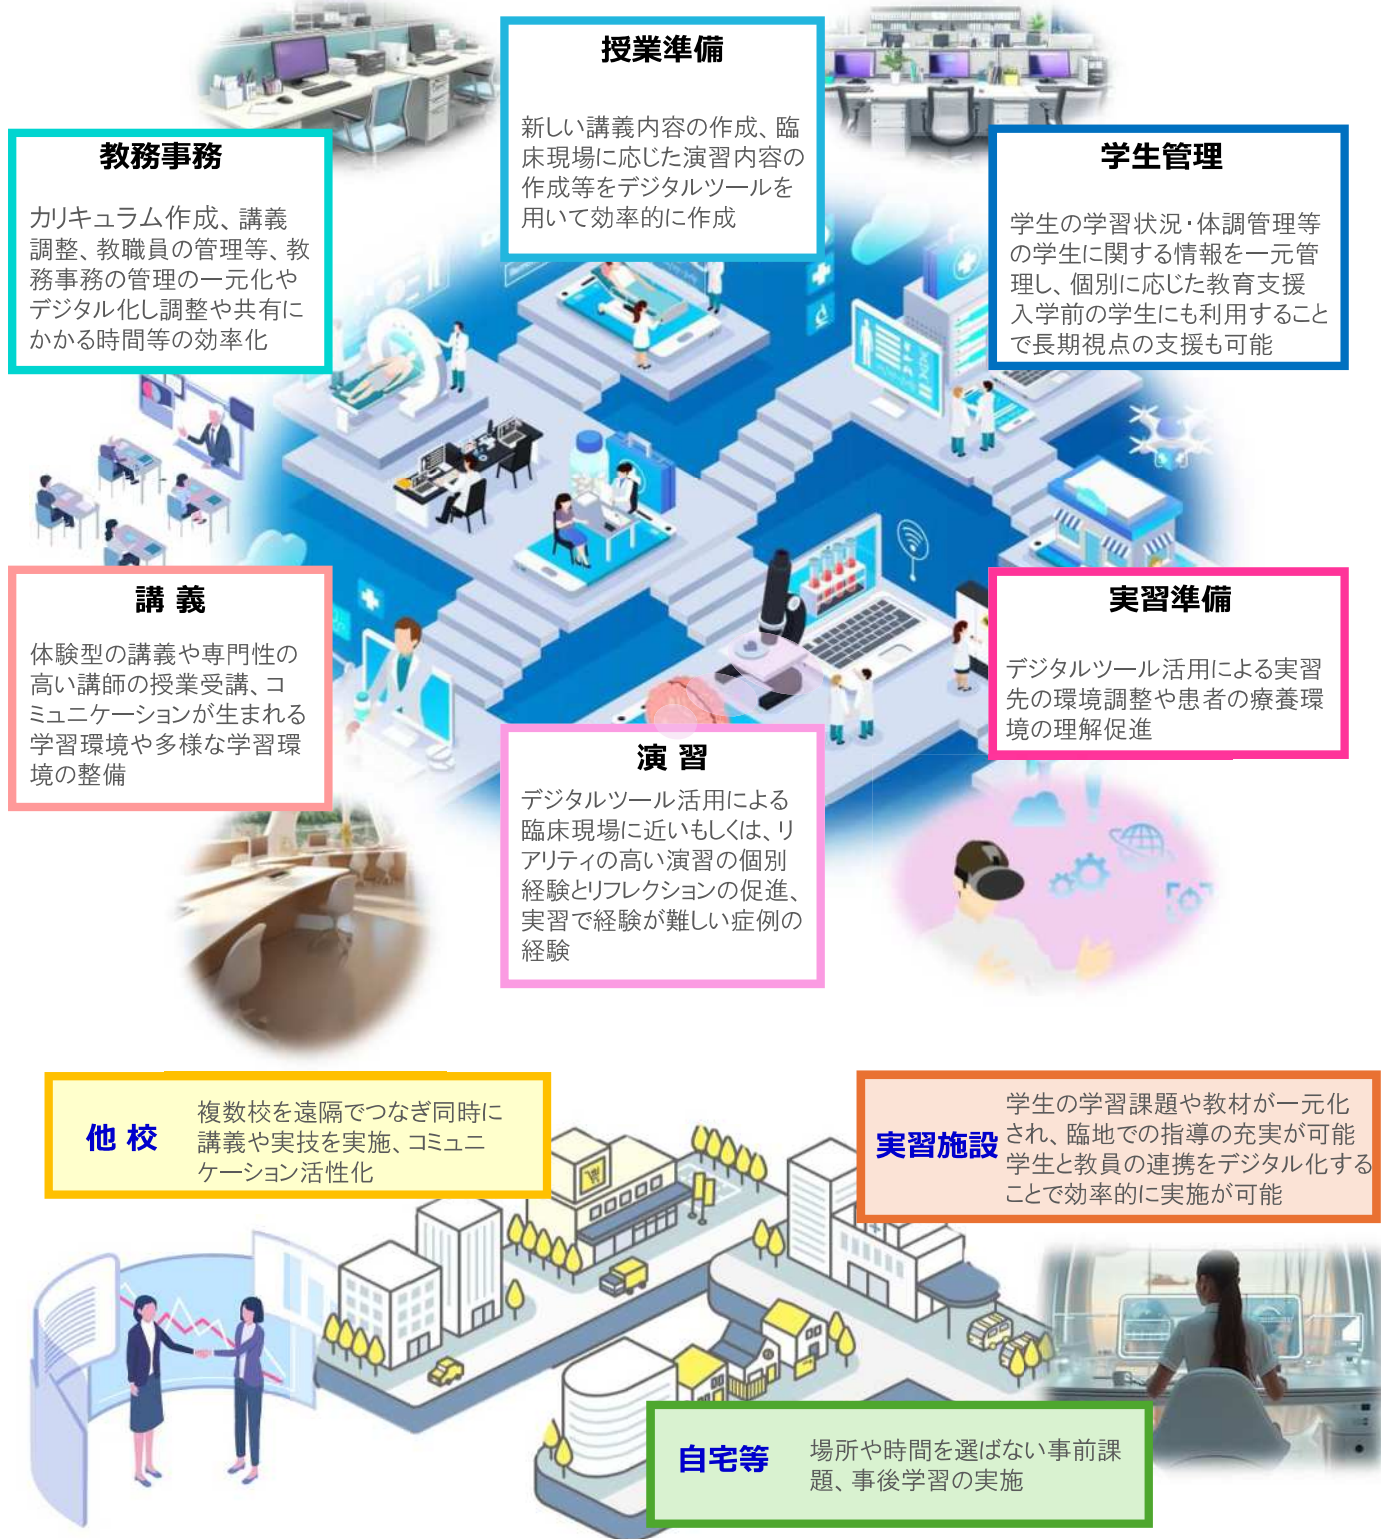 授業準備
新しい講義内容の作成、臨
床現場に応じた演習内容の
作成等をデジタルツールを
用いて効率的に作成
教務事務
カリキュラム作成、講義
調整、教職員の管理等、教
務事務の管理の一元化や
デジタル化し調整や共有に
かかる時間等の効率化
学生管理
学生の学習状況・体調管理等
の学生に関する情報を一元管
理し、個別に応じた教育支援
入学前の学生にも利用すること
で長期視点の支援も可能
講 義
体験型の講義や専門性の
高い講師の授業受講、コ
ミュニケーションが生まれる
学習環境や多様な学習環
境の整備
実習準備
デジタルツール活用による実習
先の環境調整や患者の療養環
境の理解促進
演 習
デジタルツール活用による
臨床現場に近いもしくは、リ
アリティの高い演習の個別
経験とリフレクションの促進、
実習で経験が難しい症例の
経験
他 校
複数校を遠隔でつなぎ同時に
講義や実技を実施、コミュニ
ケーション活性化
実習施設
学生の学習課題や教材が一元化
され、臨地での指導の充実が可能
学生と教員の連携をデジタル化する
ことで効率的に実施が可能
自宅等
場所や時間を選ばない事前課
題、事後学習の実施